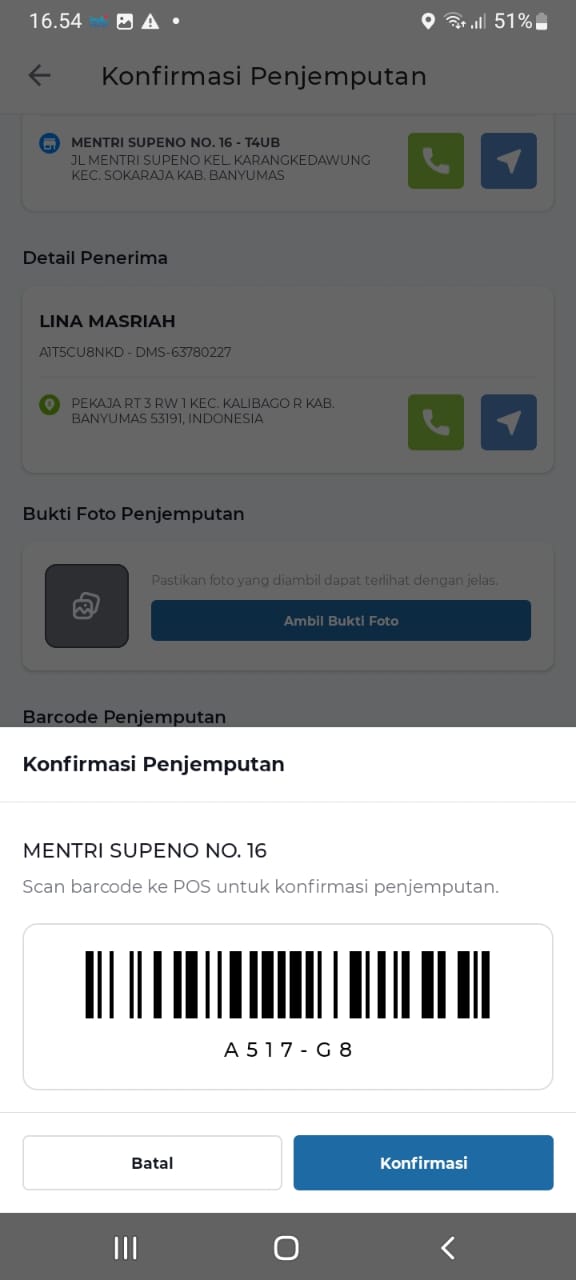 16.54
51%
Konfirmasi Penjemputan
MENTRI SUPENO NO. 16 - T4UB
JL MENTRI SUPENO KEL. KARANGKEDAWUNG
KEC. SOKARAJA KAB. BANYUMAS
Detail Penerima
LINA MASRIAH
A1T5CU8NKD - DMS-63780227
PEKAJA RT 3 RW 1 KEC. KALIBAGO R KAB.
BANYUMAS 53191, INDONESIA
Bukti Foto Penjemputan
Pastikan foto yang diambil dapat terlihat dengan jelas.
Ambil Bukti Foto
Barcode Penjemputan
Konfirmasi Penjemputan
MENTRI SUPENO NO. 16
Scan barcode ke POS untuk konfirmasi penjemputan.
A517-G8
Batal
Konfirmasi